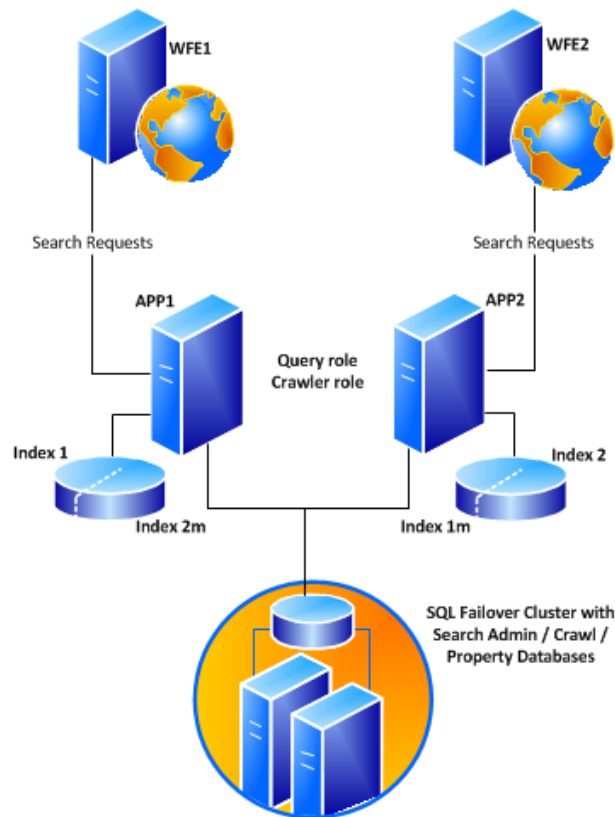 WFE1
WFE2
Search Requests
Search Requests
APP1
APP2
Query role
Crawler role
Index 1
Index 2
Index 2m
Index 1m
SQL Failover Cluster with
Search Admin / Crawl /
Property Databases